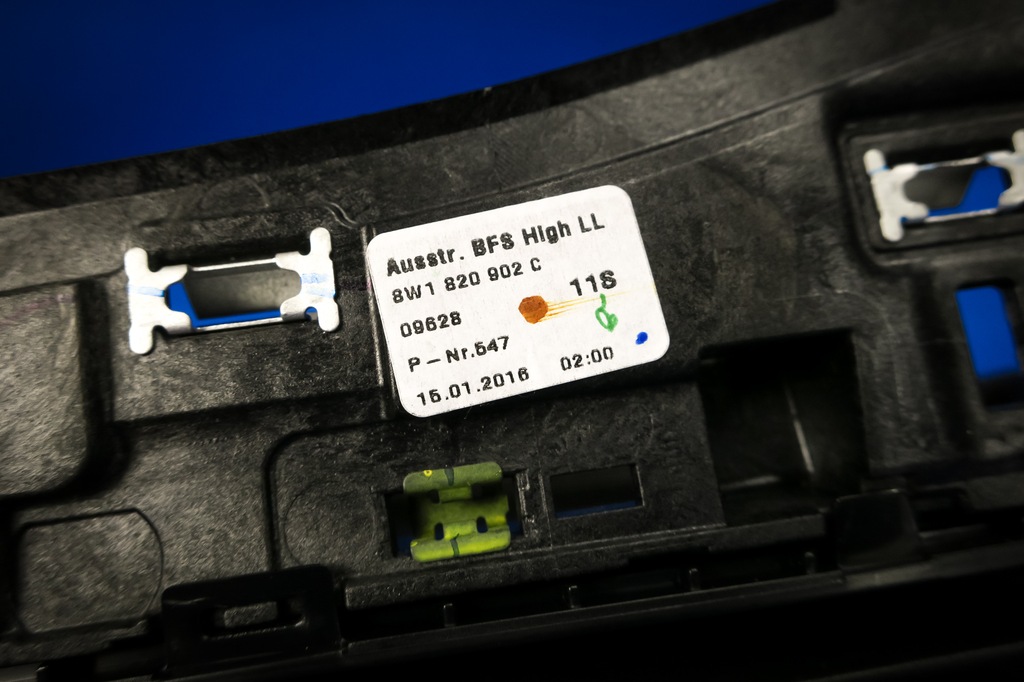 Ausstr. BFS High LL
8W1 820 902 C
11S
09628
P-Nr.547
15.01.2016 02:00